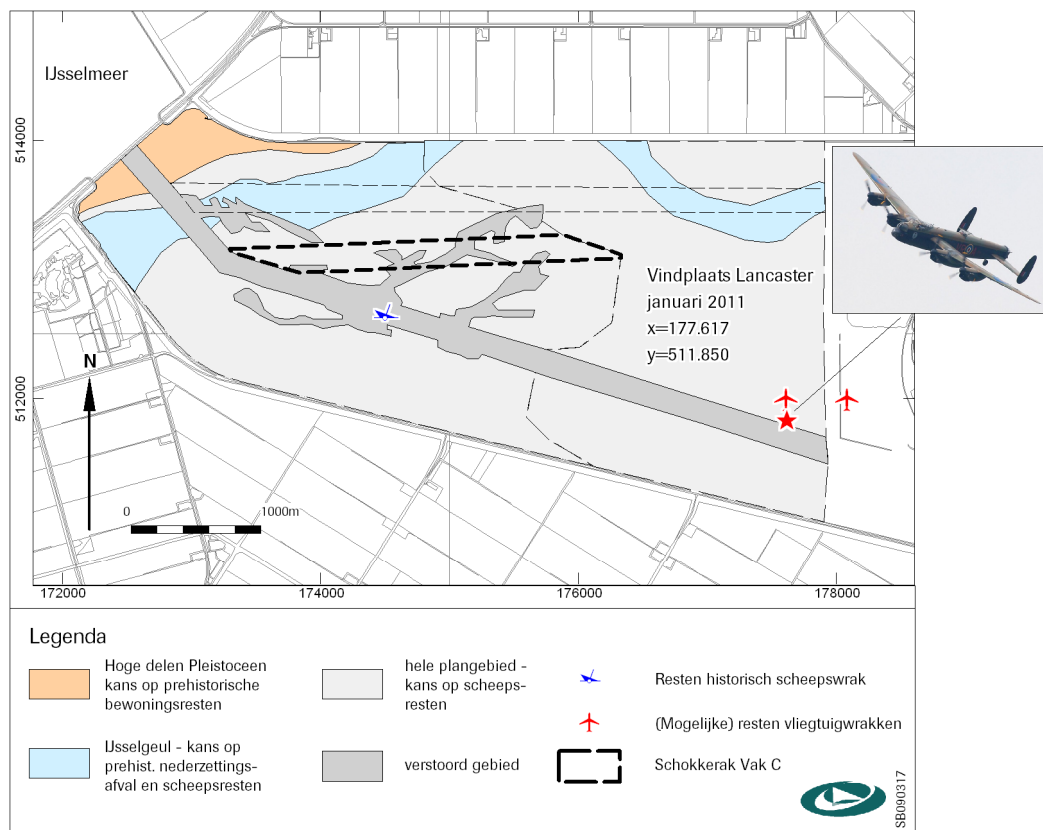 IJsselmeer
514000
512000
Vindplaats Lancaster
januari 2011
x=177.617
y=511.850
N
0
1000m
172000
174000
176000
178000
Legenda
Hoge delen Pleistoceen
kans op prehistorische
bewoningsresten
IJsselgeul - kans op
prehist. nederzettings-
afval en scheepsresten
hele plangebied -
kans op scheeps-
resten
verstoord gebied
Resten historisch scheepswrak
(Mogelijke) resten vliegtuigwrakken
Schokkerak Vak C
SB090317